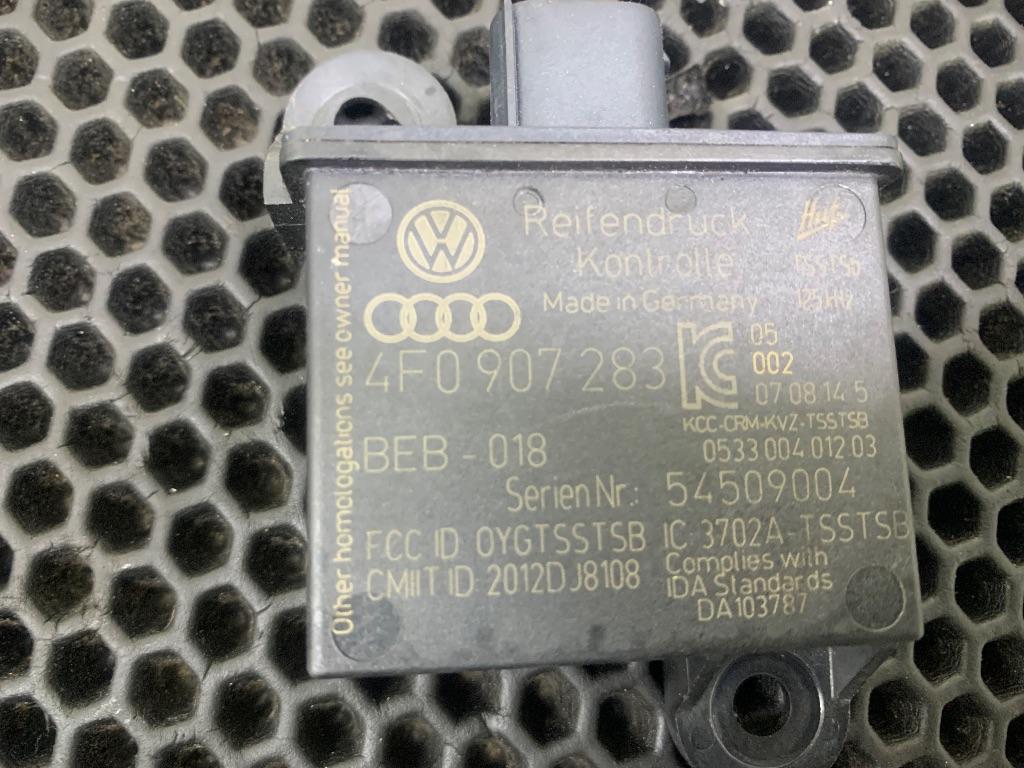 Other homologations see owner manual
Reifendruck-
Kontrolle
Huf
TSSTSb
Made in Germany
125kHz
4F0 907 283
05
002
07 08 14 5
KCC-CRM-KVZ-TSSTSB
BEB - 018
0533 004 012 03
Serien Nr.: 54509004
FCC ID 0YGTSSTSB IC: 3702A-TSSTSB
CMIIT ID 2012DJ8108
Complies with
IDA Standards
DA103787